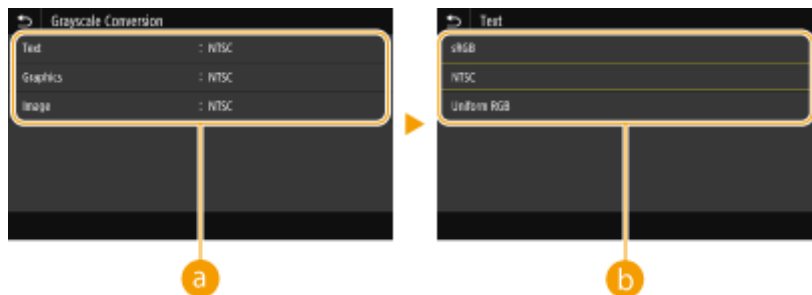 Grayscale Conversion
Text : NTSC
Graphics : NTSC
Image : NTSC
a
Text
sRGB
NTSC
Uniform RGB
b